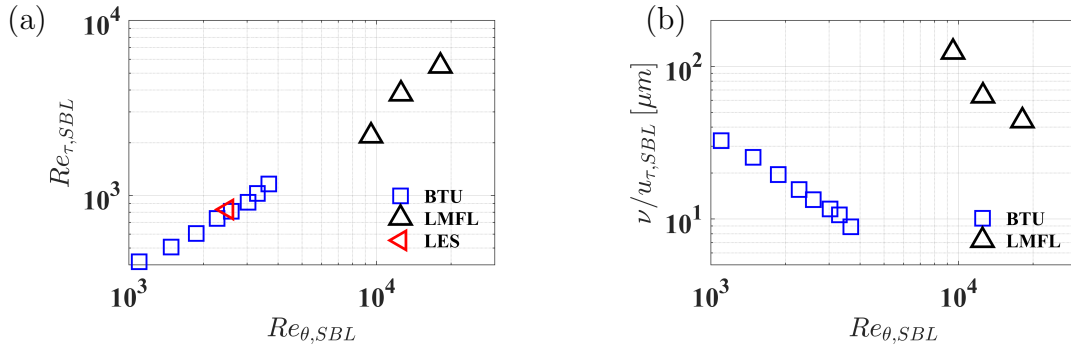 (a)
10^4
10^3
Re_{τ,SBL}
BTU
LMFL
LES
10^3
10^4
Re_{θ,SBL}
(b)
10^2
10^1
ν/u_{τ,SBL} [μm]
BTU
LMFL
10^3
10^4
Re_{θ,SBL}